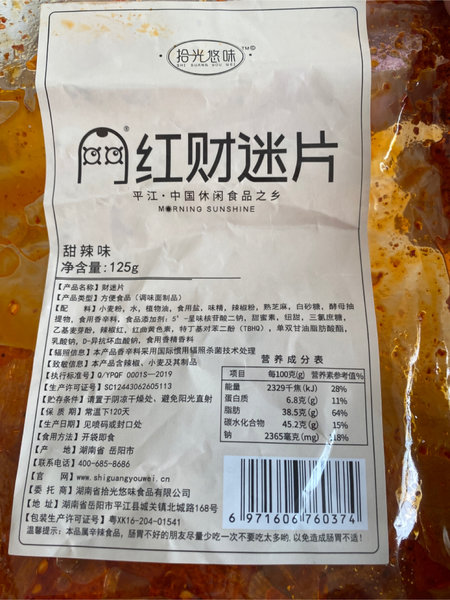 拾光悠味 TM©
SHI GUANG YOU WEI
网红财迷片
平江·中国休闲食品之乡
MORNING SUNSHINE
甜辣味
净含量:125g
【产品名称】财迷片
【产品类型】方便食品（调味面制品）
【配 料】小麦粉，水，植物油，食用盐，味精，辣椒粉，熟芝麻，白砂糖，酵母抽
提物，食用香辛料，食品添加剂：5′-呈味核苷酸二钠，甜蜜素，纽甜，三氯蔗糖，
乙基麦芽酚，辣椒红，红曲黄色素，特丁基对苯二酚（TBHQ），单双甘油脂肪酸酯，
乳酸钠，D-异抗坏血酸钠，食用香精香料
【辐照信息】本产品香辛料采用国际惯用辐照杀菌技术处理
【致敏信息】本产品含有辣椒、小麦及其制品
【执行标准号】Q/YPQF 0001S—2019
【生产许可证号】SC12443062605113
【贮存条件】请置于阴凉干燥处、避免阳光直射
【保 质 期】常温下120天
【生产日期】见喷码或封口处
【食用方法】开袋即食
【产 地】湖南省 岳阳市
【联系电话】400-685-8686
【官 网】www.shiguangyouwei.cn
【委 托 商】湖南省拾光悠味食品有限公司
【地 址】湖南省岳阳市平江县城关镇北城路168号
【包装生产许可证号】粤XK16-204-01541
温馨提示：本品属辛辣食品，肠胃不好的朋友尽量少吃一次不要吃太多哟，以免造成肠胃不适！
营养成分表
项目 每100克(g) 营养素参考值%
能量 2329千焦(kJ) 28%
蛋白质 6.8克(g) 11%
脂肪 38.5克(g) 64%
碳水化合物 45.2克(g) 15%
钠 2365毫克(mg) 118%
6 971606 760374